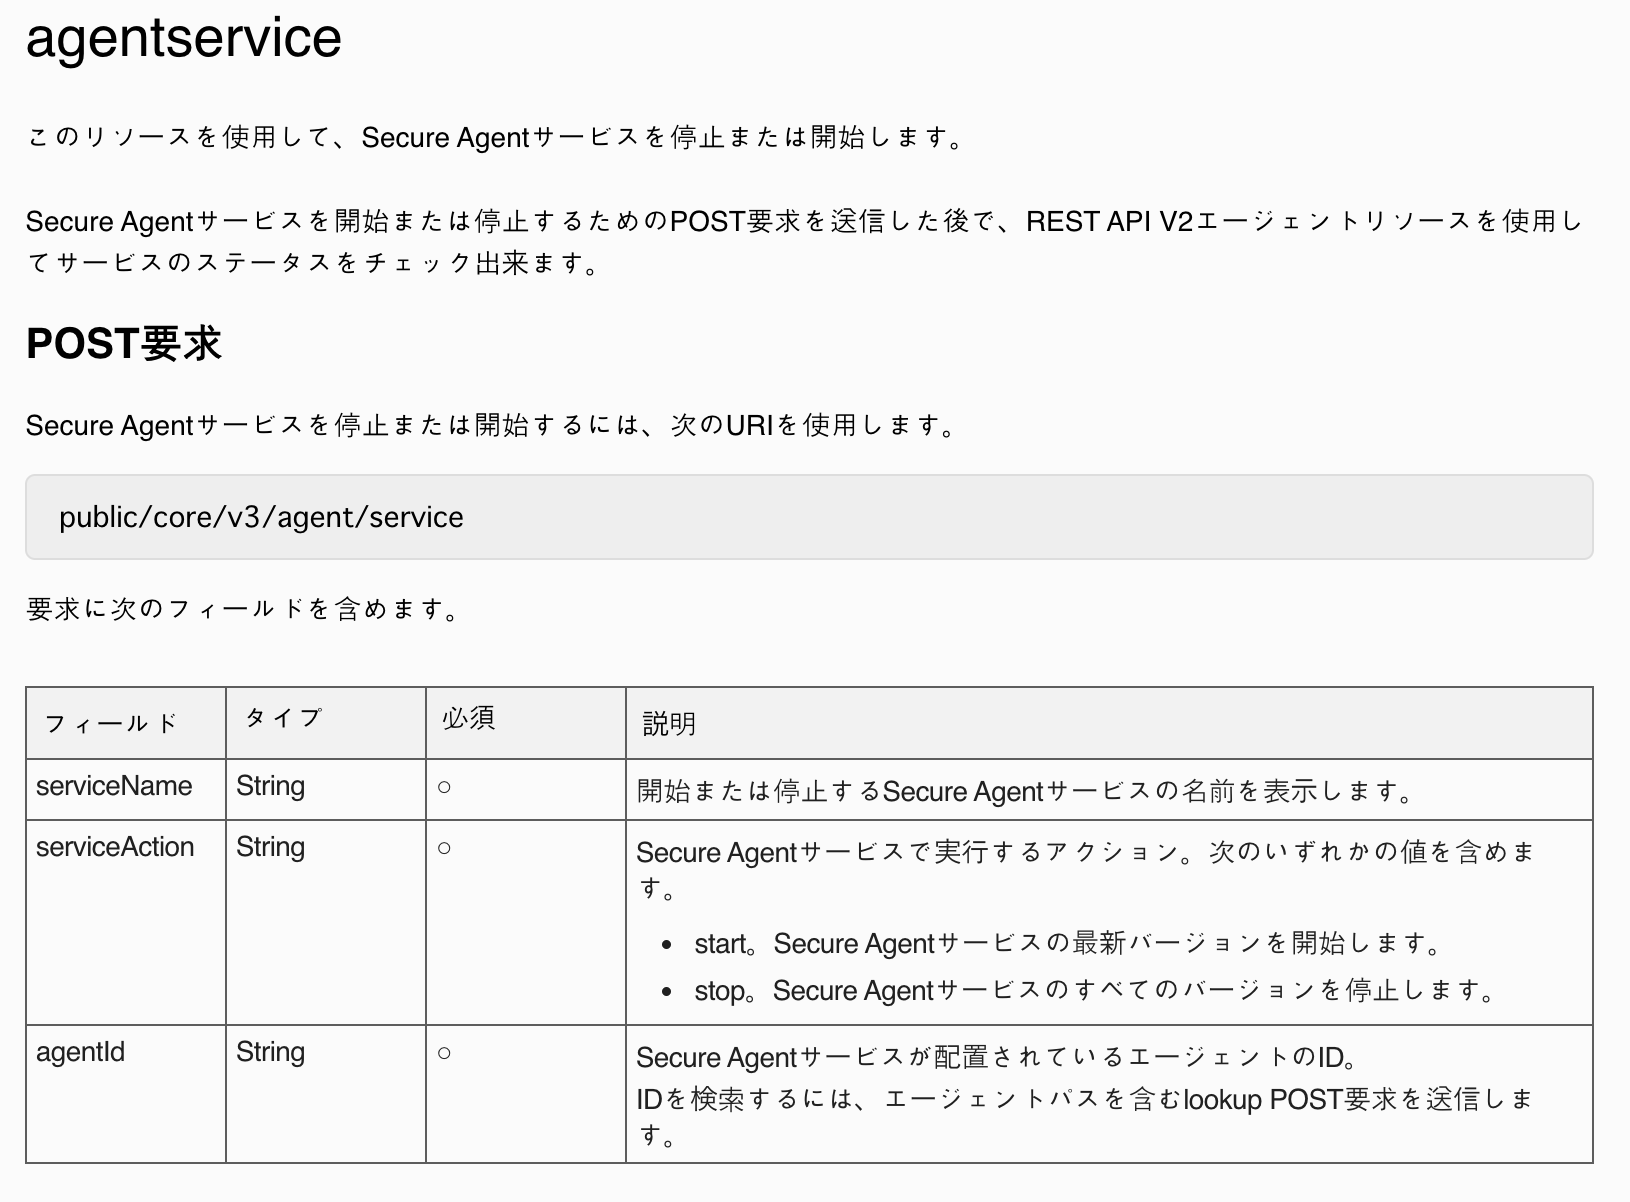 agentservice
このリソースを使用して、Secure Agentサービスを停止または開始します。
Secure Agentサービスを開始または停止するためのPOST要求を送信した後で、REST API V2エージェントリソースを使用し
てサービスのステータスをチェック出来ます。
POST要求
Secure Agentサービスを停止または開始するには、次のURIを使用します。
public/core/v3/agent/service
要求に次のフィールドを含めます。
フィールド タイプ 必須 説明
serviceName String ○ 開始または停止するSecure Agentサービスの名前を表示します。
serviceAction String ○ Secure Agentサービスで実行するアクション。次のいずれかの値を含めま
す。
• start。Secure Agentサービスの最新バージョンを開始します。
• stop。Secure Agentサービスのすべてのバージョンを停止します。
agentId String ○ Secure Agentサービスが配置されているエージェントのID。
IDを検索するには、エージェントパスを含むlookup POST要求を送信しま
す。